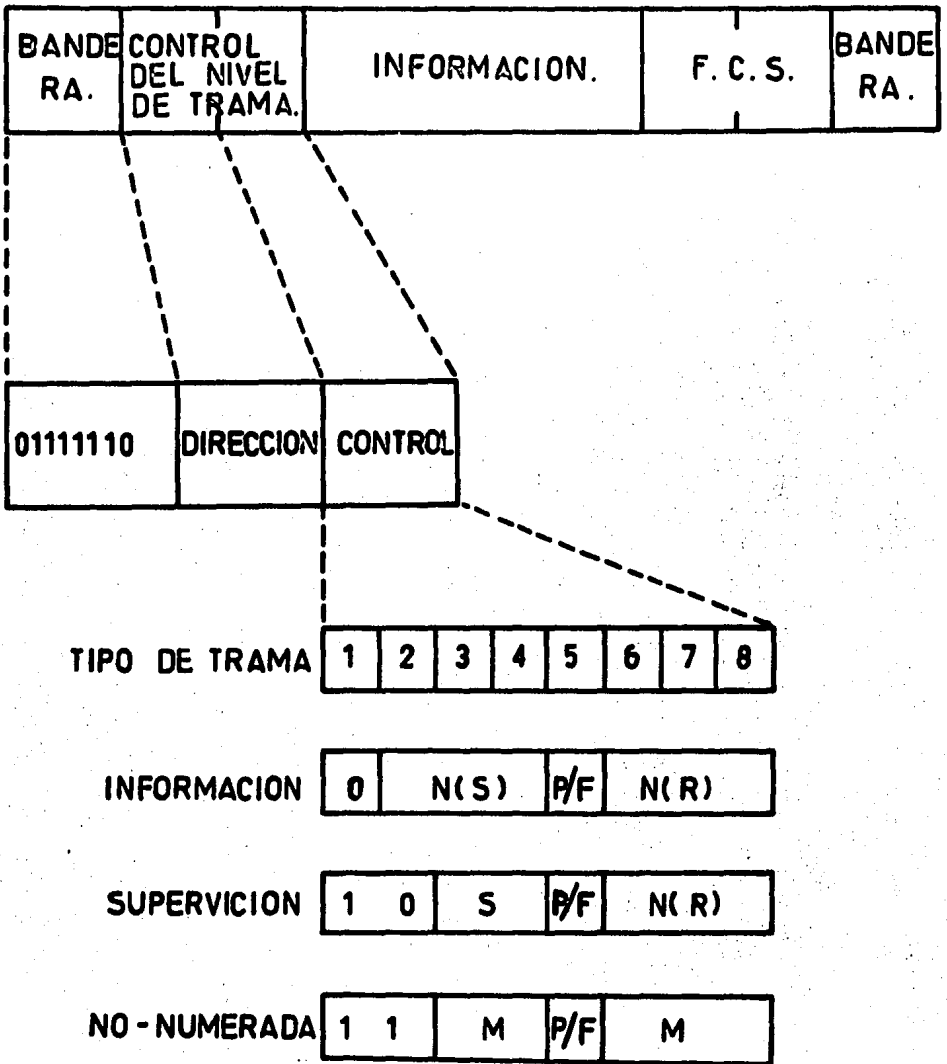 BANDE
RA.
CONTROL
DEL NIVEL
DE TRAMA.
INFORMACION.
F. C. S.
BANDE
RA.
01111110
DIRECCION
CONTROL
TIPO DE TRAMA 1 2 3 4 5 6 7 8
INFORMACION 0 N(S) P/F N(R)
SUPERVICION 1 0 S P/F N(R)
NO-NUMERADA 1 1 M P/F M